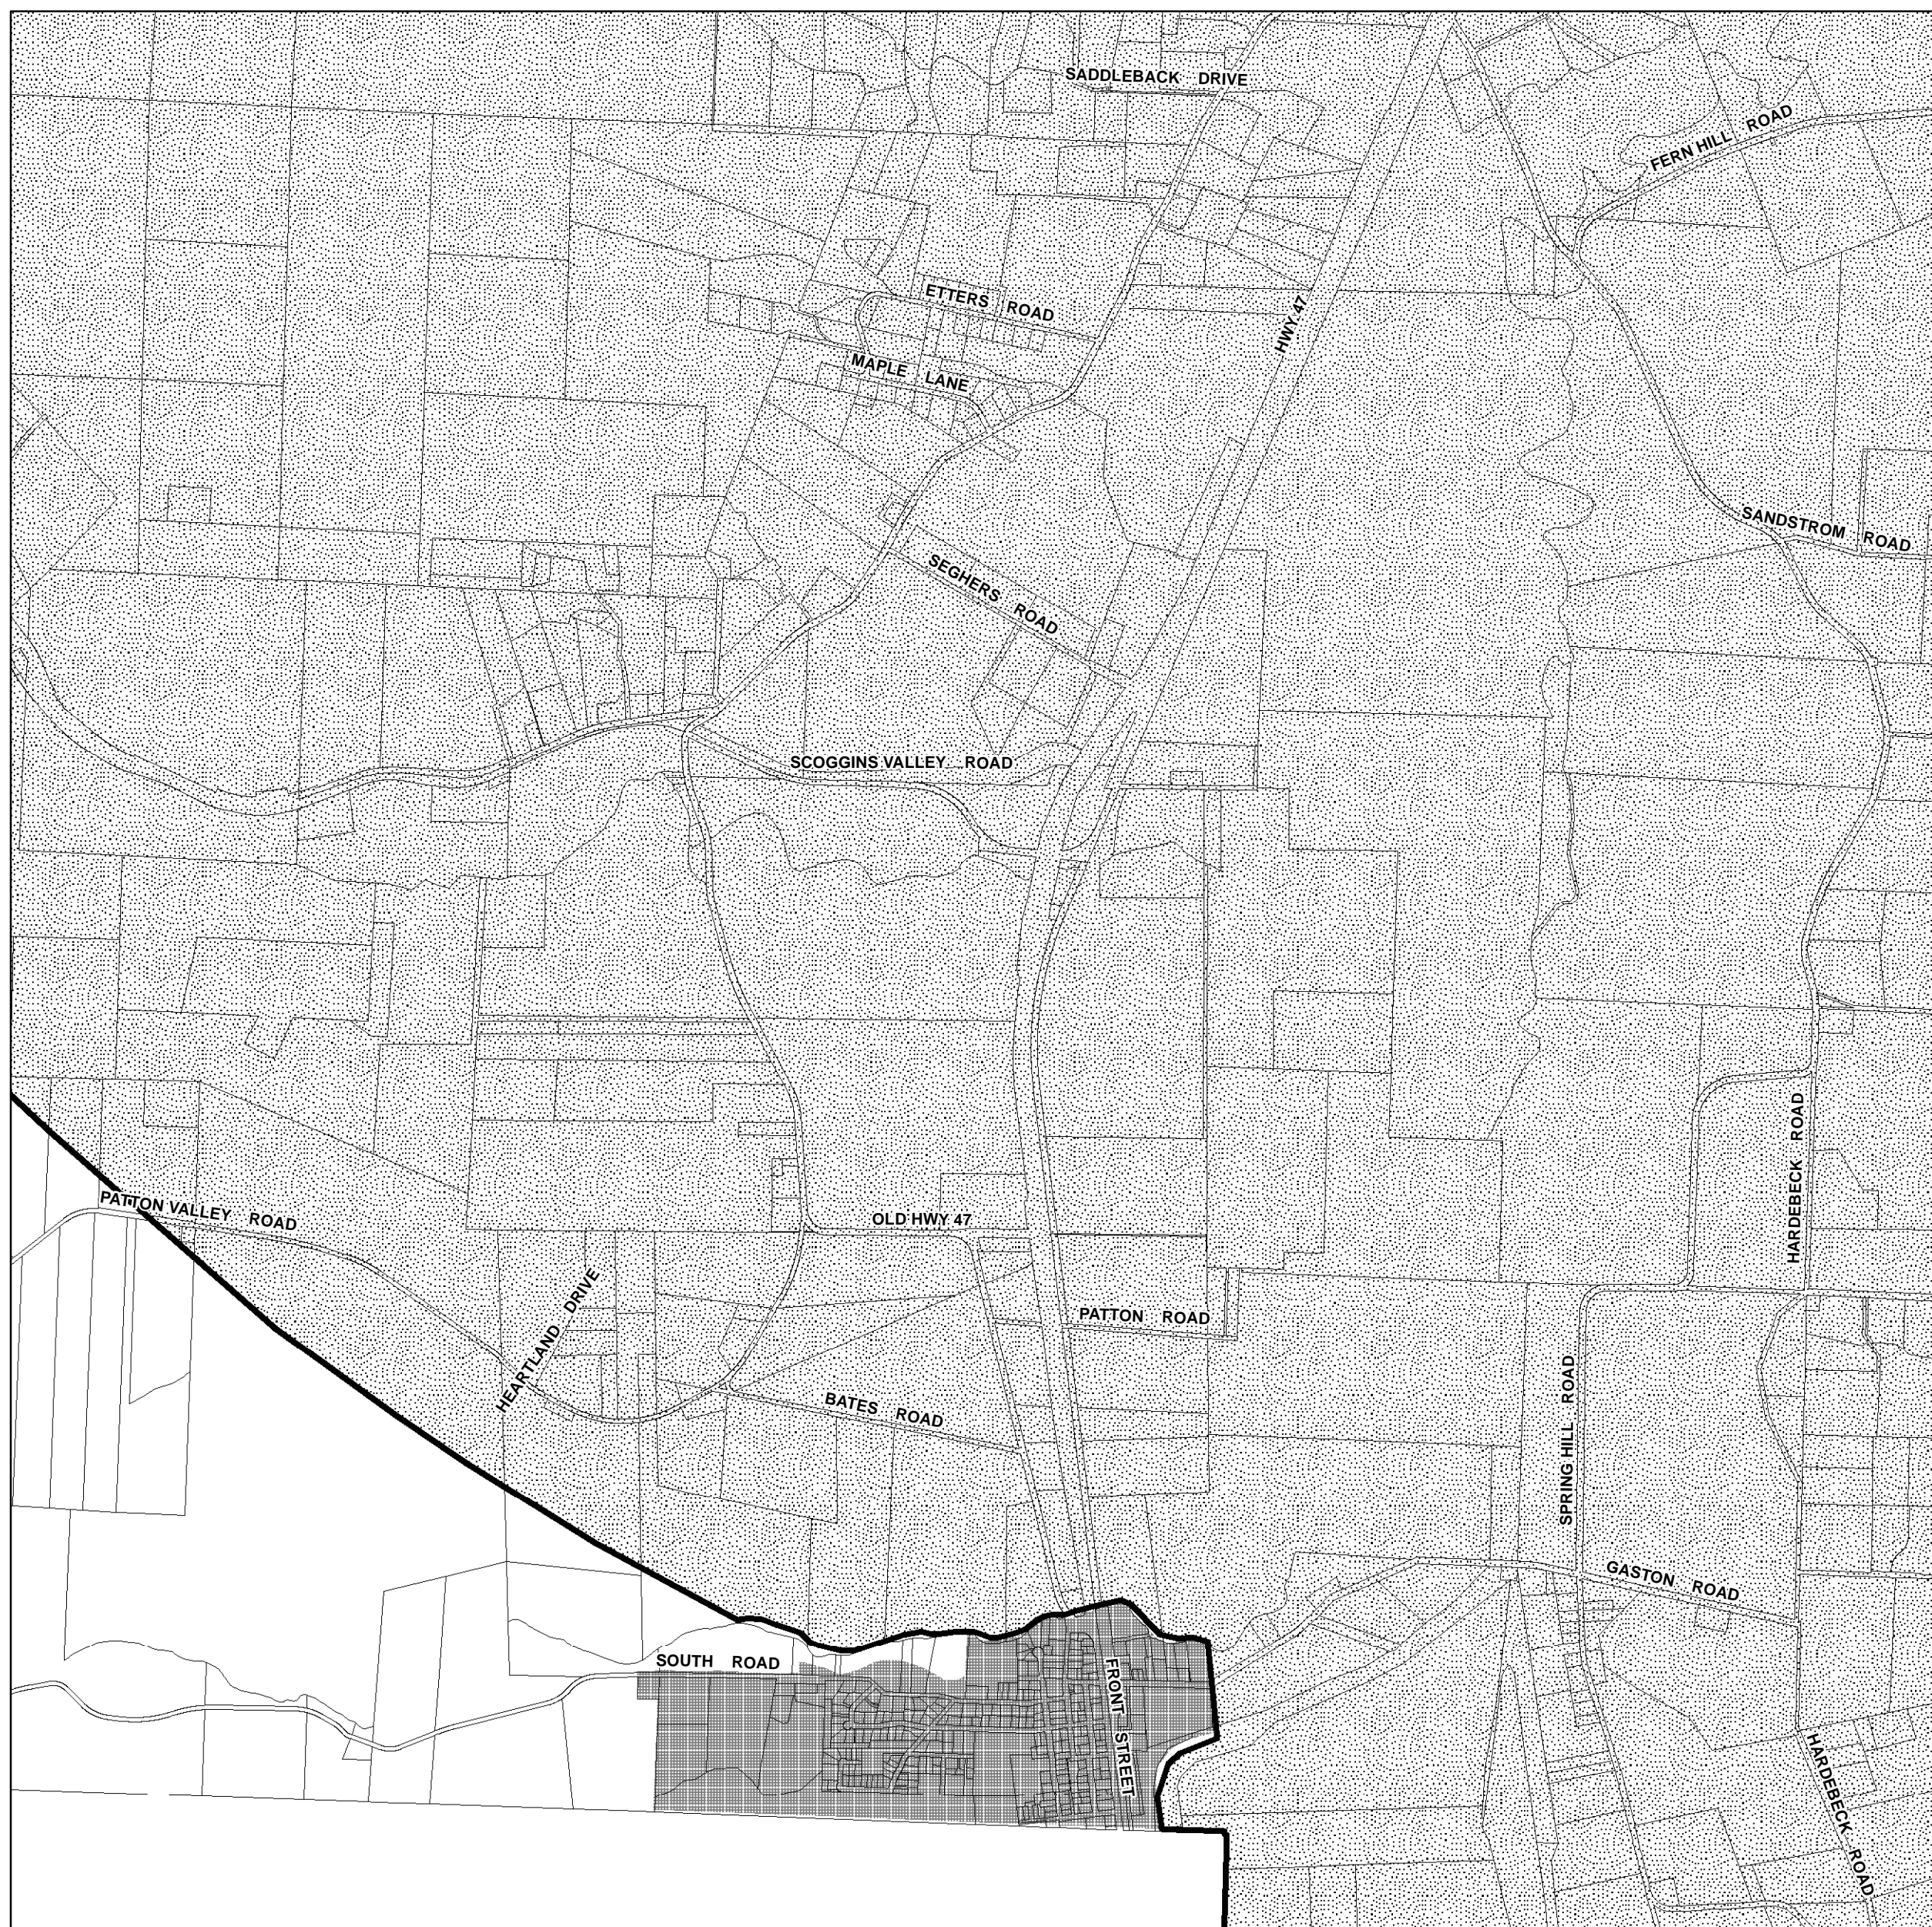 SADDLEBACK DRIVE
FERN HILL ROAD
ETTERS ROAD
HWY 47
MAPLE LANE
SANDSTROM ROAD
SEGHERS ROAD
SCOGGINS VALLEY ROAD
HARDEBECK ROAD
PATTON VALLEY ROAD
OLD HWY 47
HEARTLAND DRIVE
PATTON ROAD
BATES ROAD
SPRING HILL ROAD
GASTON ROAD
SOUTH ROAD
FRONT STREET
HARDEBECK ROAD